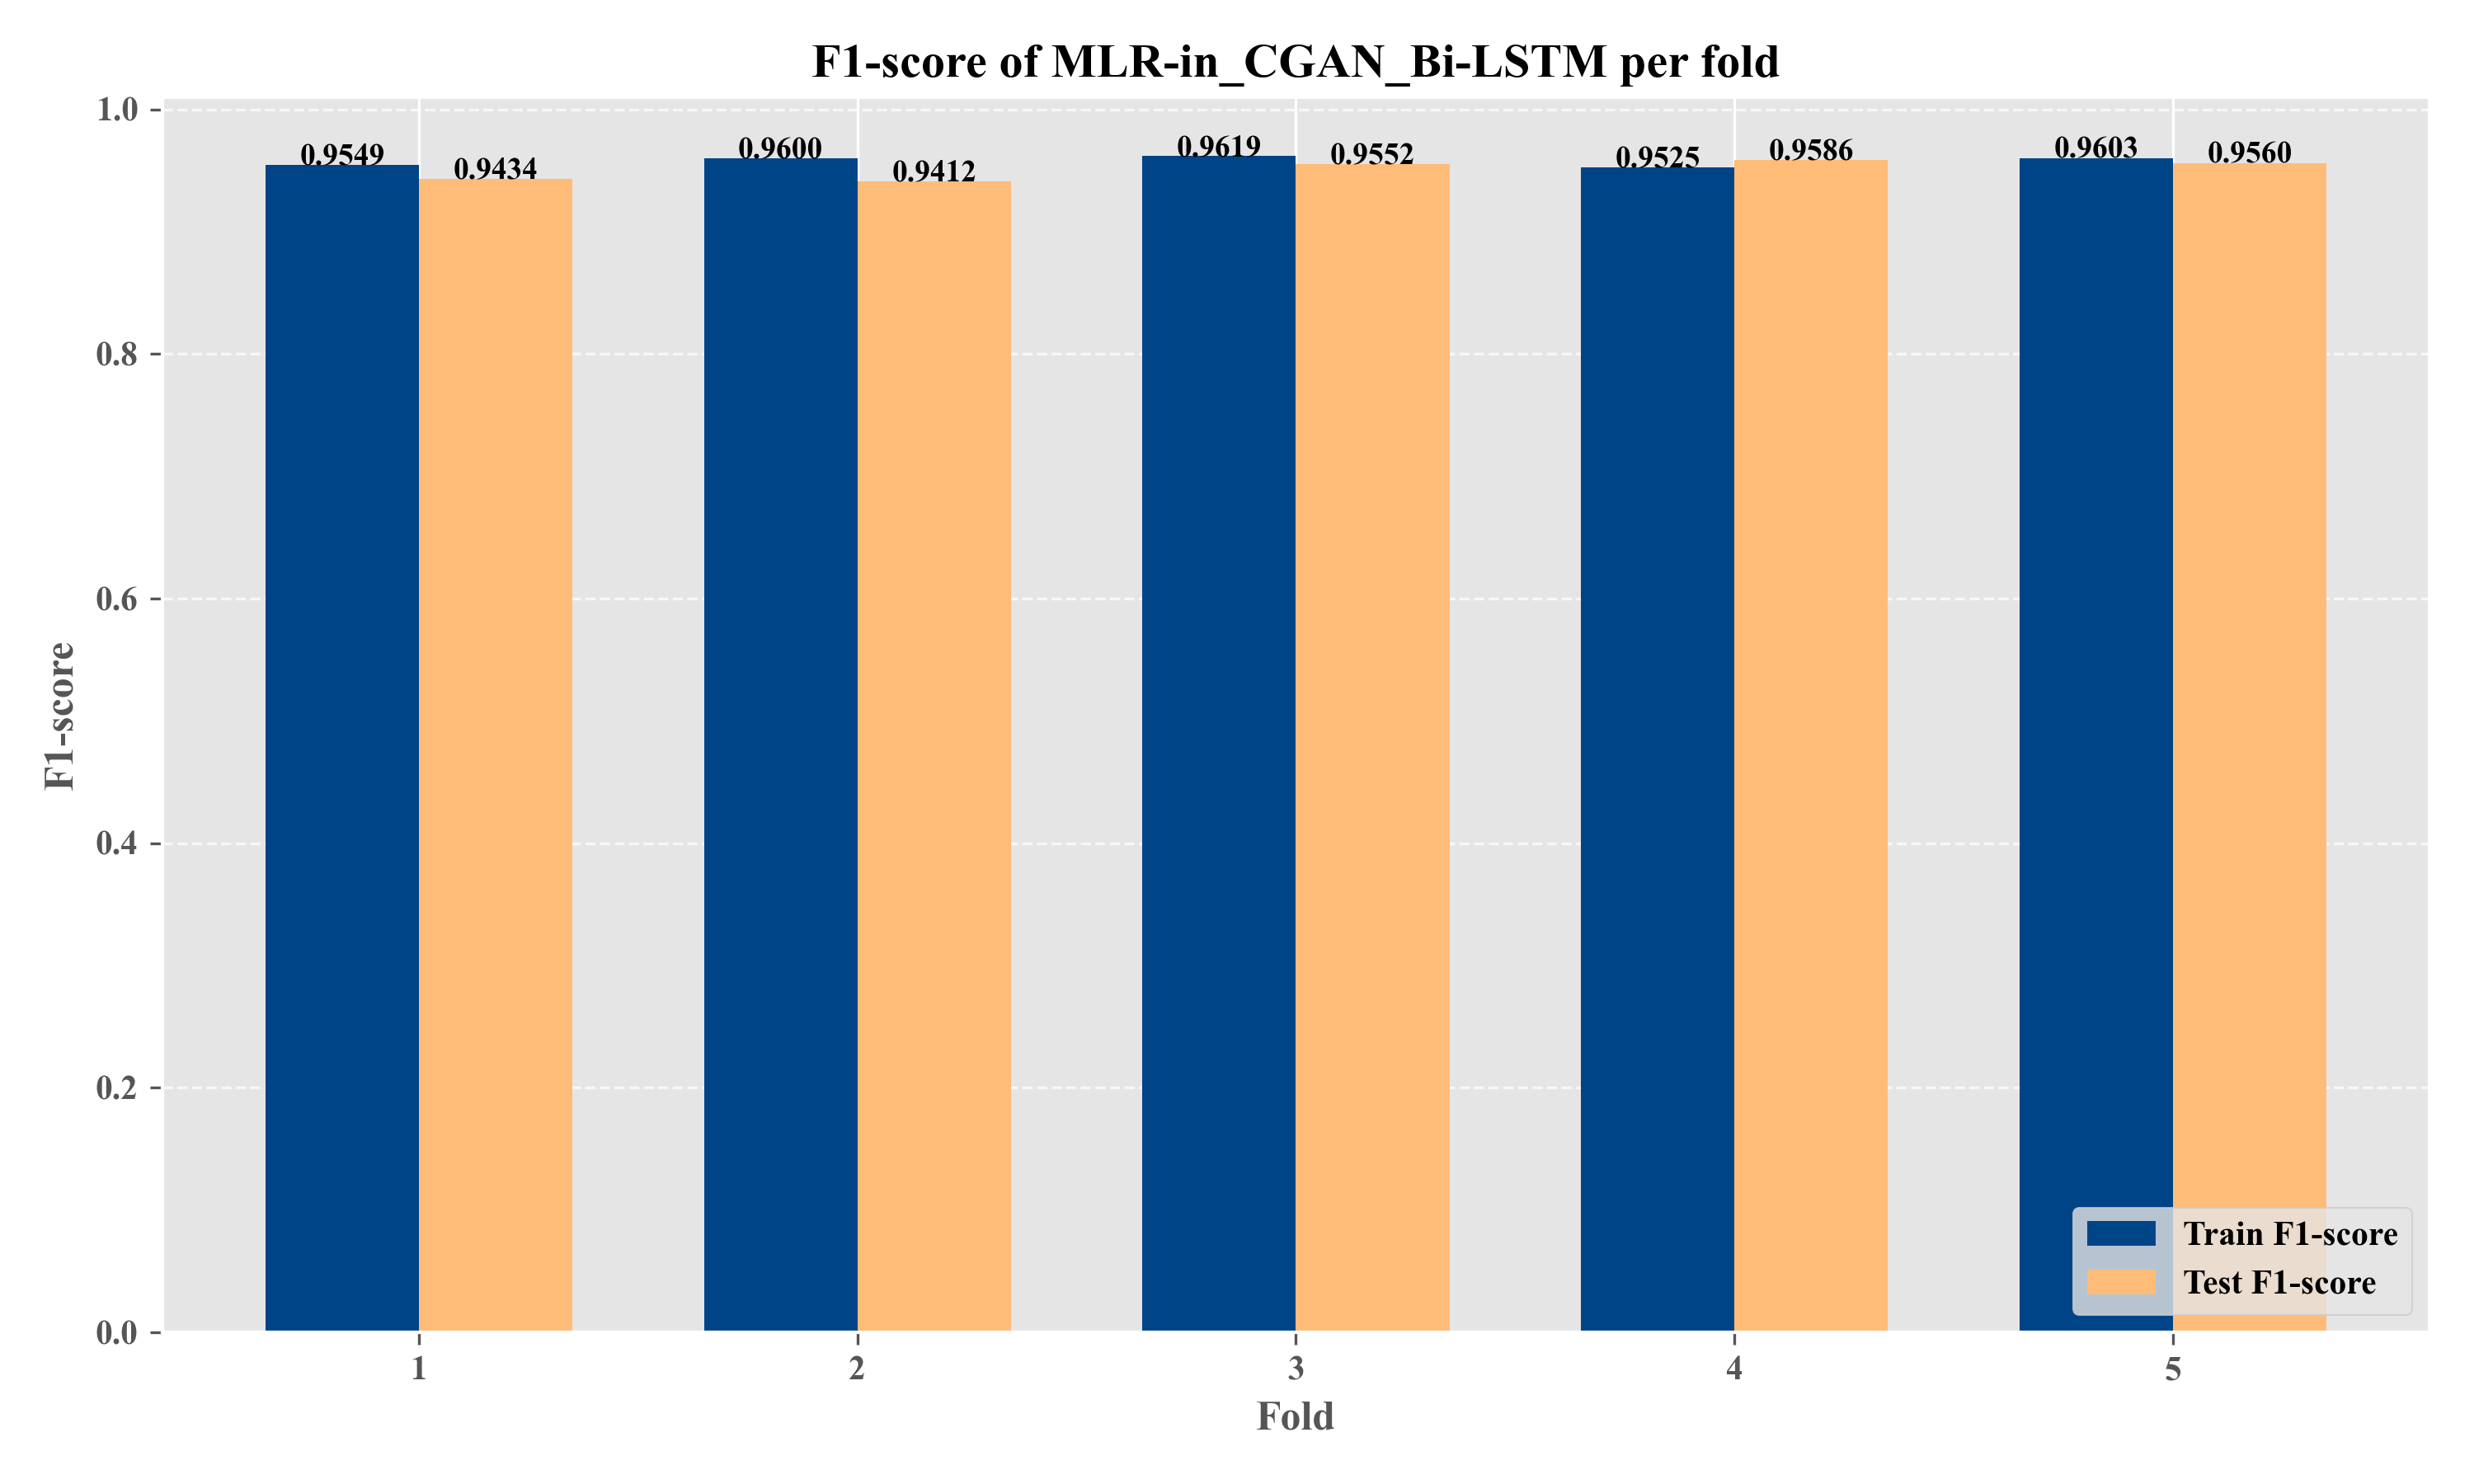 F1-score of MLR-in_CGAN_Bi-LSTM per fold
1.0
0.9549 0.9434 0.9600 0.9412 0.9619 0.9552 0.9525 0.9586 0.9603 0.9560
0.8
0.6
F1-score
0.4
0.2
Train F1-score
Test F1-score
0.0
1 2 3 4 5
Fold